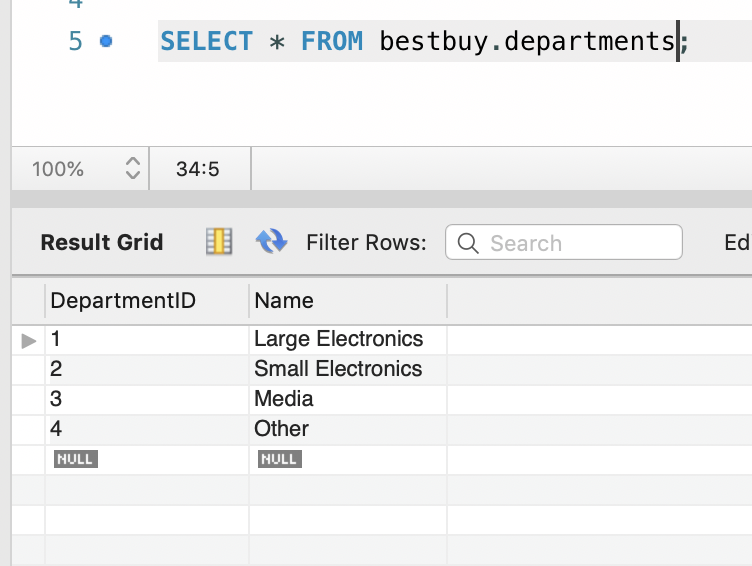 4
5 SELECT * FROM bestbuy.departments;
100% 34:5
Result Grid Filter Rows: Search Ed
DepartmentID Name
1 Large Electronics
2 Small Electronics
3 Media
4 Other
NULL NULL